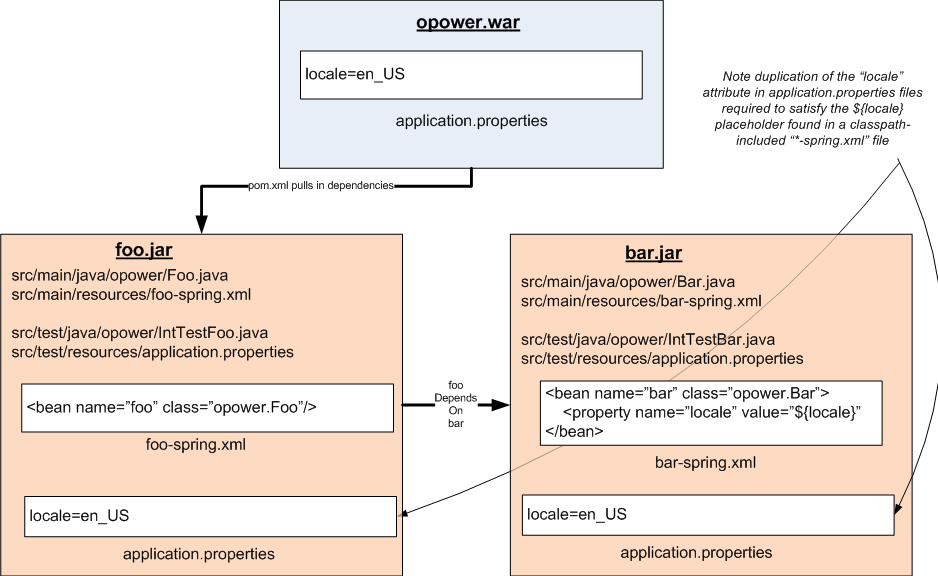 opower.war
locale=en_US
application.properties
Note duplication of the “locale”
attribute in application.properties files
required to satisfy the ${locale}
placeholder found in a classpath-
included “*-spring.xml” file
pom.xml pulls in dependencies
foo.jar
src/main/java/opower/Foo.java
src/main/resources/foo-spring.xml
src/test/java/opower/IntTestFoo.java
src/test/resources/application.properties
<bean name=”foo” class=”opower.Foo”/>
foo-spring.xml
locale=en_US
application.properties
foo
Depends
On
bar
bar.jar
src/main/java/opower/Bar.java
src/main/resources/bar-spring.xml
src/test/java/opower/IntTestBar.java
src/test/resources/application.properties
<bean name=”bar” class=”opower.Bar”>
<property name=”locale” value=”${locale}”
</bean>
bar-spring.xml
locale=en_US
application.properties